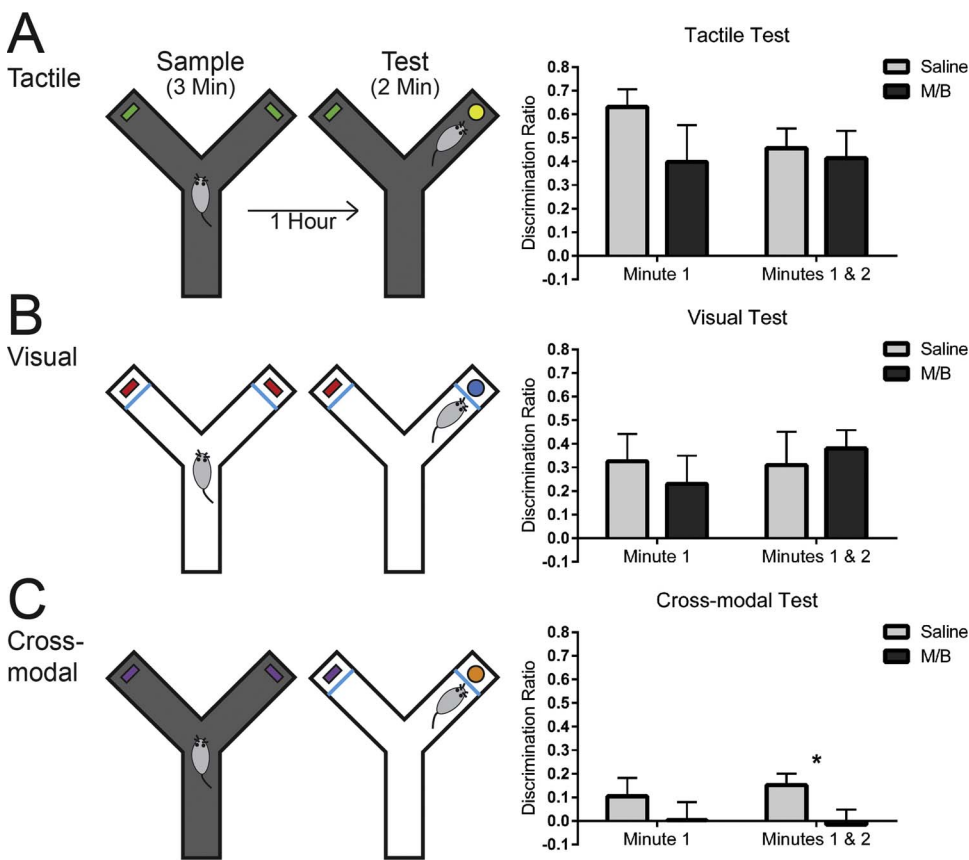 A
Tactile
Sample
(3 Min)
Test
(2 Min)
1 Hour
Tactile Test
Discrimination Ratio
0.8
0.7
0.6
0.5
0.4
0.3
0.2
0.1
0.0
-0.1
Minute 1
Minutes 1 & 2
Saline
M/B
B
Visual
Visual Test
Discrimination Ratio
0.8
0.7
0.6
0.5
0.4
0.3
0.2
0.1
0.0
-0.1
Minute 1
Minutes 1 & 2
Saline
M/B
C
Cross-
modal
Cross-modal Test
Discrimination Ratio
0.8
0.7
0.6
0.5
0.4
0.3
0.2
0.1
0.0
-0.1
*
Minute 1
Minutes 1 & 2
Saline
M/B